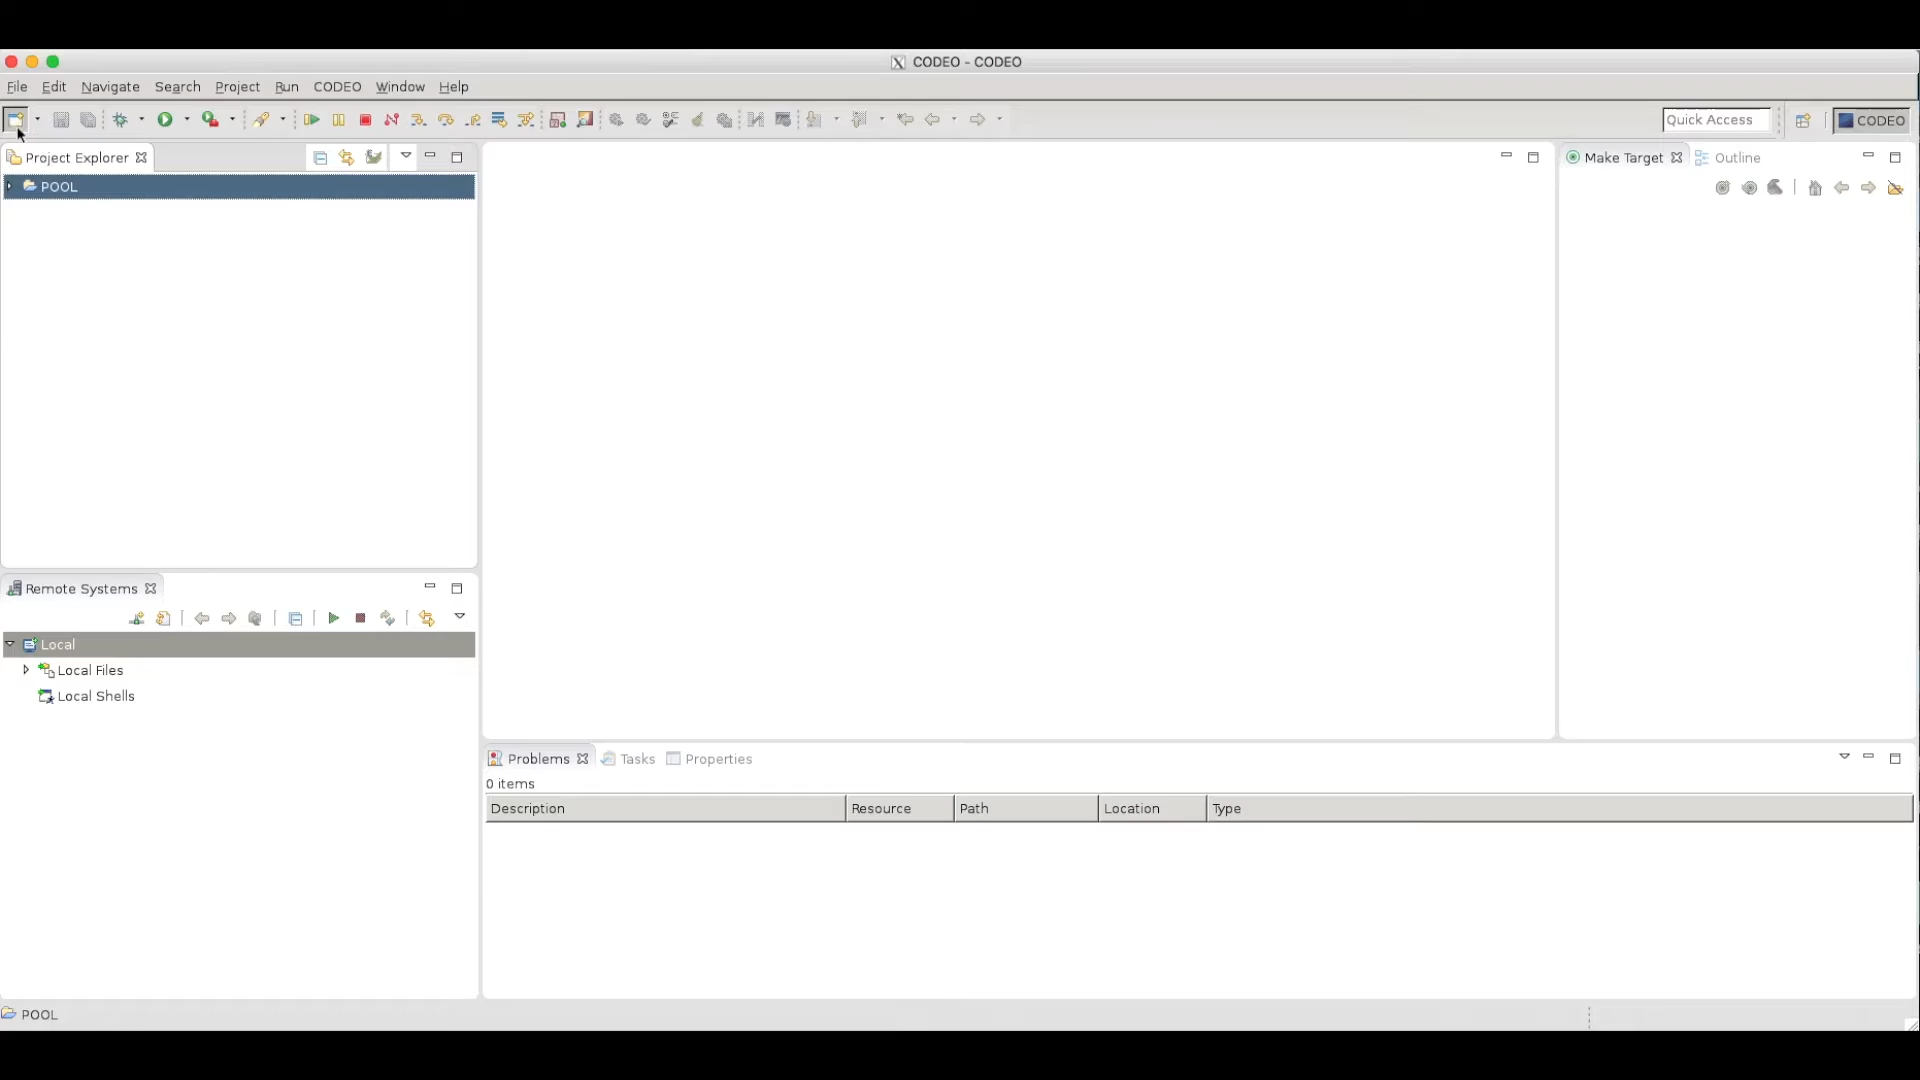 CODEO - CODEO
File Edit Navigate Search Project Run CODEO Window Help
Quick Access
CODEO
Project Explorer
POOL
Make Target
Outline
Remote Systems
Local
Local Files
Local Shells
Problems Tasks Properties
0 items
Description Resource Path Location Type
POOL